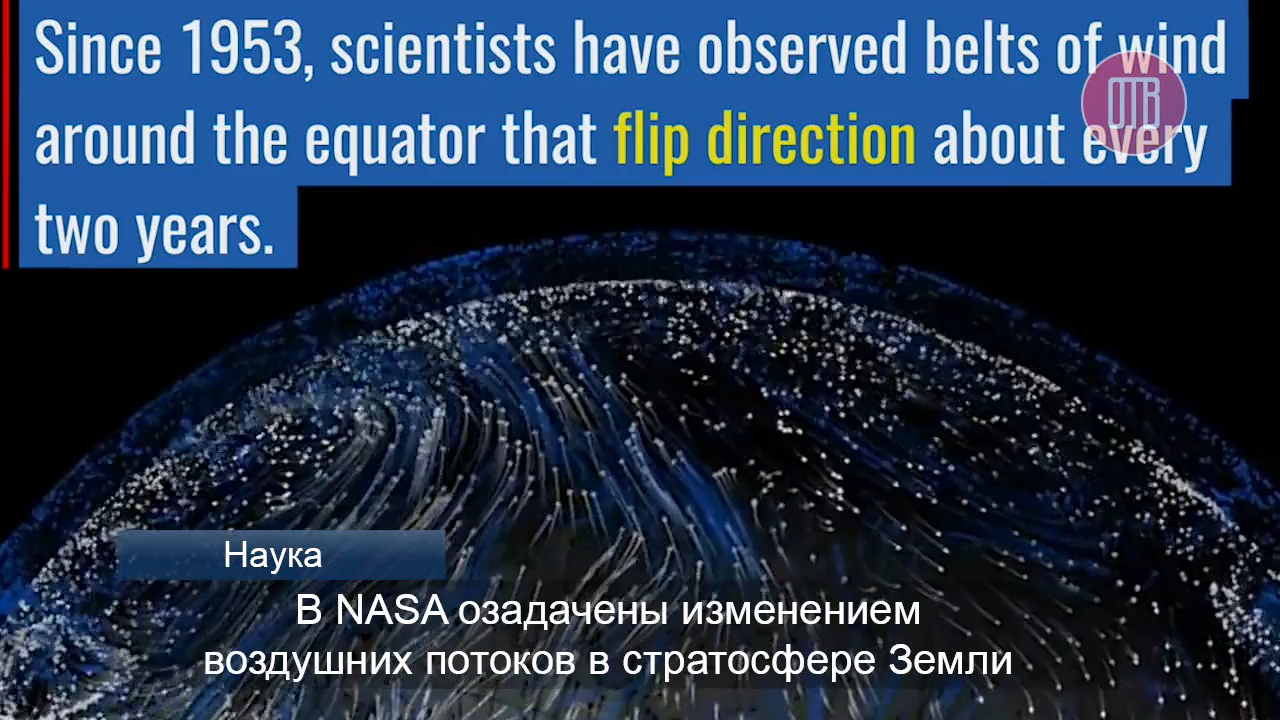 Since 1953, scientists have observed belts of wind
around the equator that flip direction about every
two years.
ОТВ
Наука
В NASA озадачены изменением
воздушних потоков в стратосфере Земли